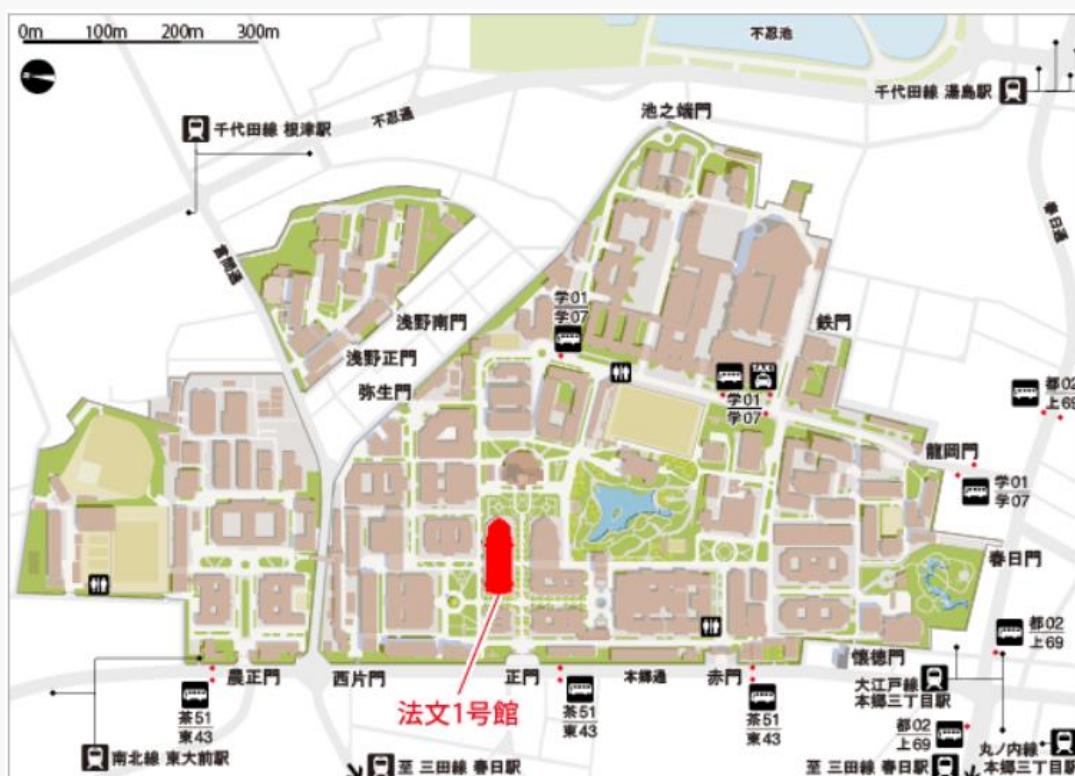 0m 100m 200m 300m
不忍池
千代田線 湯島駅
池之端門
不忍通
千代田線 根津駅
春日通
言問通
学01
学07
浅野南門
鉄門
浅野正門
弥生門
TAXI
学01
学07
都02
上69
龍岡門
学01
学07
春日門
都02
上69
農正門
西片門
正門
本郷通
赤門
懐徳門
大江戸線
本郷三丁目駅
法文1号館
茶51
東43
茶51
東43
茶51
東43
都02
上69
南北線 東大前駅
至 三田線 春日駅
至 三田線 春日駅
丸ノ内線
本郷三丁目駅